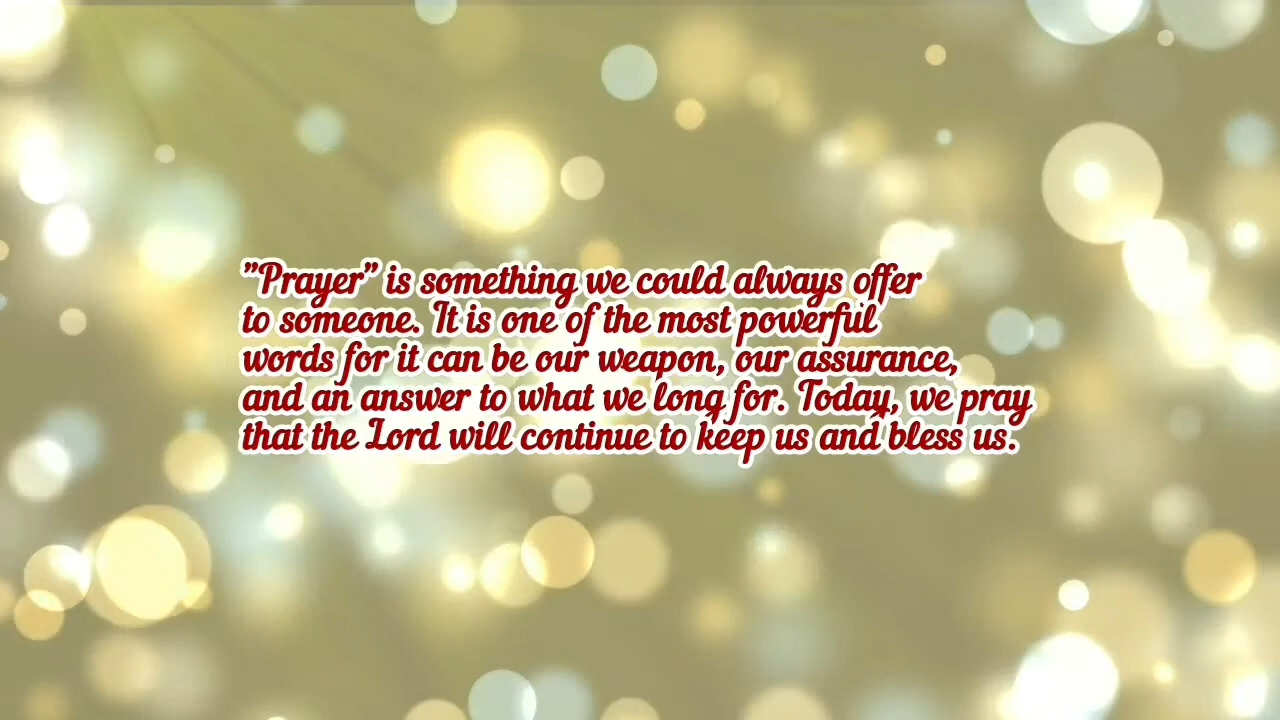 "Prayer" is something we could always offer
to someone. It is one of the most powerful
words for it can be our weapon, our assurance,
and an answer to what we long for. Today, we pray
that the Lord will continue to keep us and bless us.